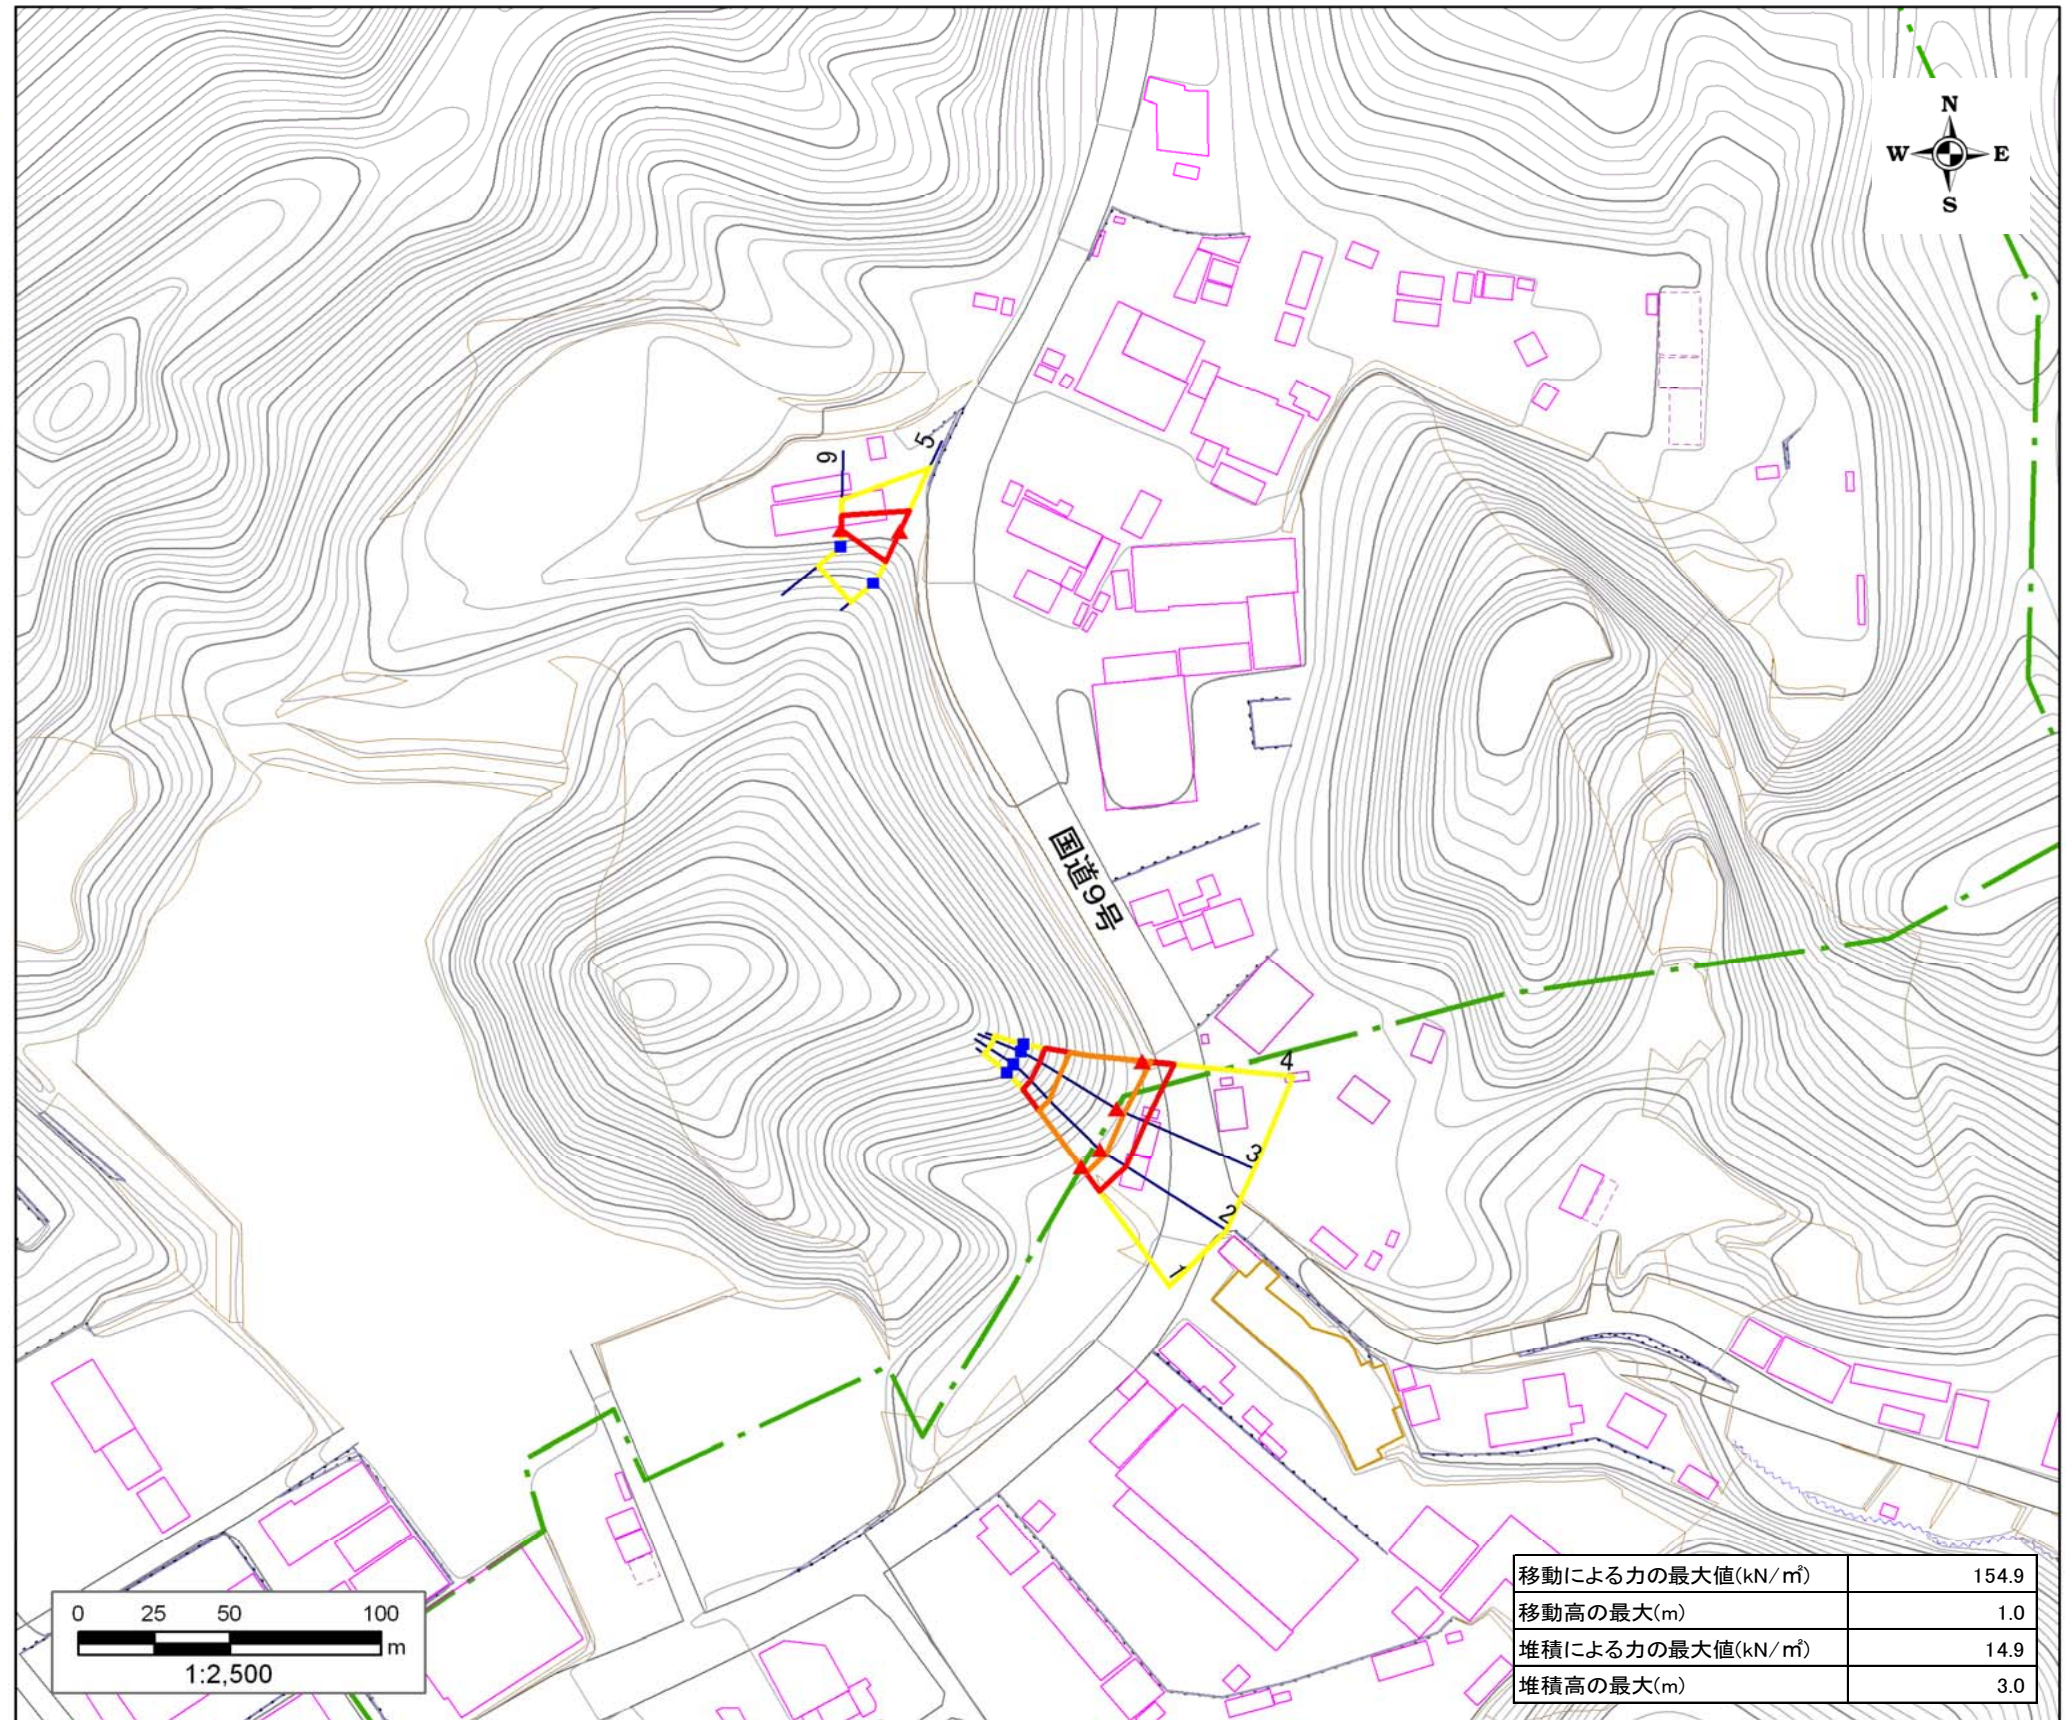 N
W E
S
5
6
国道9号
4
3
2
1
0 25 50 100
m
1:2,500
移動による力の最大値(kN/㎡) 154.9
移動高の最大(m) 1.0
堆積による力の最大値(kN/㎡) 14.9
堆積高の最大(m) 3.0